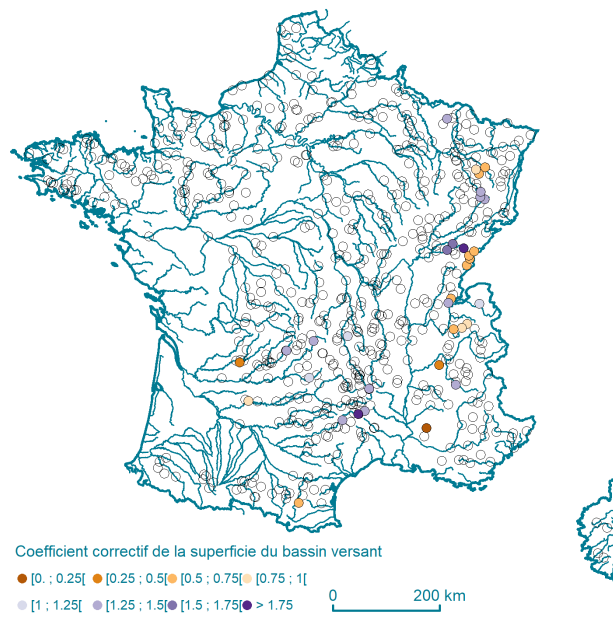 Coefficient correctif de la superficie du bassin versant
[0. ; 0.25[ [0.25 ; 0.5[ [0.5 ; 0.75[ [0.75 ; 1[
[1 ; 1.25[ [1.25 ; 1.5[ [1.5 ; 1.75[ > 1.75
0 200 km